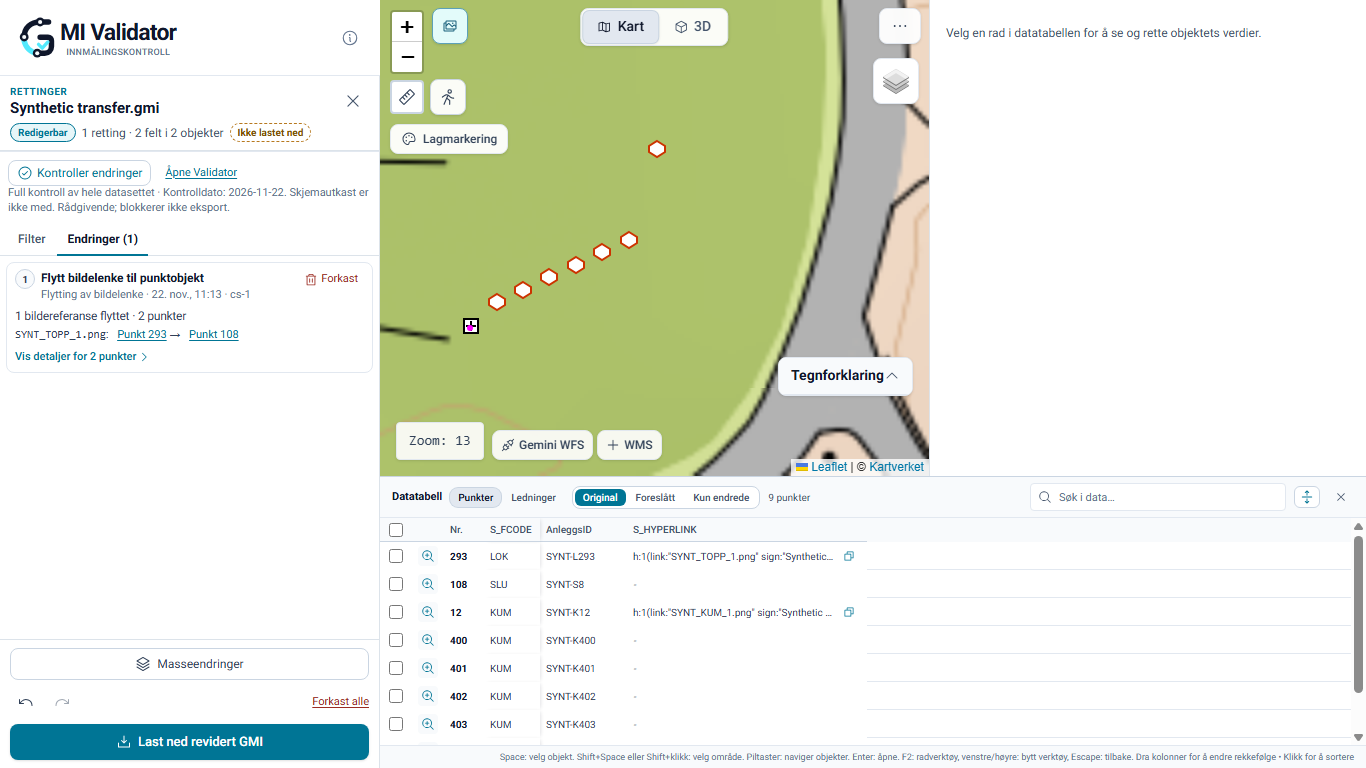 MI Validator
INNMÅLINGSKONTROLL
RETTINGER
Synthetic transfer.gmi
Redigerbar 1 retting · 2 felt i 2 objekter Ikke lastet ned
Kontroller endringer Åpne Validator
Full kontroll av hele datasettet · Kontrolldato: 2026-11-22. Skjemautkast er
ikke med. Rådgivende; blokkerer ikke eksport.
Filter Endringer (1)
1 Flytt bildelenke til punktobjekt Forkast
Flytting av bildelenke · 22. nov., 11:13 · cs-1
1 bildereferanse flyttet · 2 punkter
SYNT_TOPP_1.png: Punkt 293 → Punkt 108
Vis detaljer for 2 punkter
Masseendringer
Forkast alle
Last ned revidert GMI
+
−
Kart 3D
...
Lagmarkering
Tegnforklaring
Zoom: 13 Gemini WFS + WMS
Leaflet | © Kartverket
Velg en rad i datatabellen for å se og rette objektets verdier.
Datatabell Punkter Ledninger Original Foreslått Kun endrede 9 punkter Søk i data…
Nr. S_FCODE AnleggsID S_HYPERLINK
293 LOK SYNT-L293 h:1(link:"SYNT_TOPP_1.png" sign:"Synthetic...
108 SLU SYNT-S8 -
12 KUM SYNT-K12 h:1(link:"SYNT_KUM_1.png" sign:"Synthetic ...
400 KUM SYNT-K400 -
401 KUM SYNT-K401 -
402 KUM SYNT-K402 -
403 KUM SYNT-K403 -
Space: velg objekt. Shift+Space eller Shift+klikk: velg område. Piltaster: naviger objekter. Enter: åpne. F2: radverktøy, venstre/høyre: bytt verktøy, Escape: tilbake. Dra kolonner for å endre rekkefølge • Klikk for å sortere